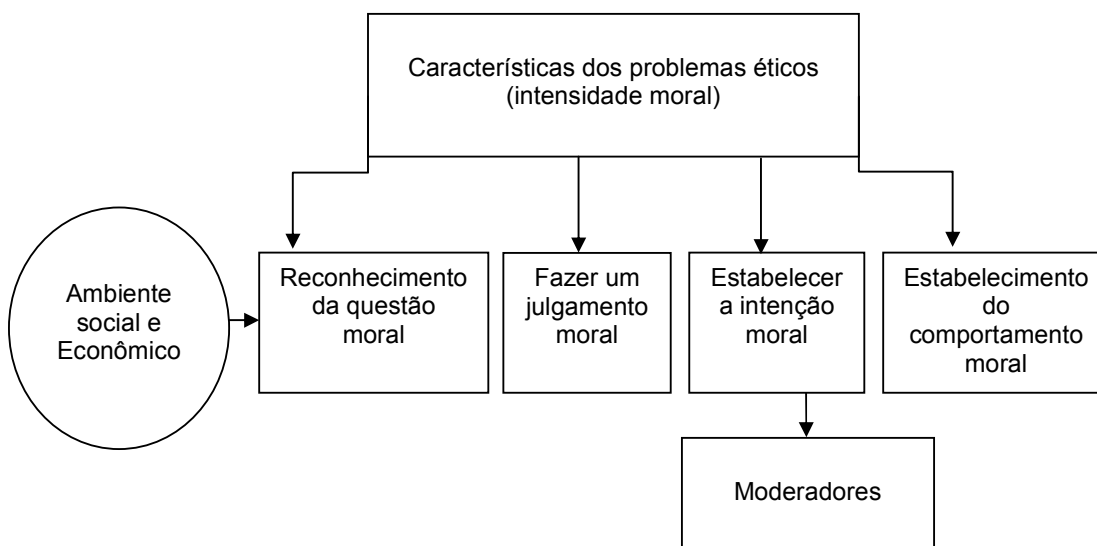 Características dos problemas éticos
(intensidade moral)
Ambiente
social e
Econômico
Reconhecimento
da questão
moral
Fazer um
julgamento
moral
Estabelecer
a intenção
moral
Estabelecimento
do
comportamento
moral
Moderadores